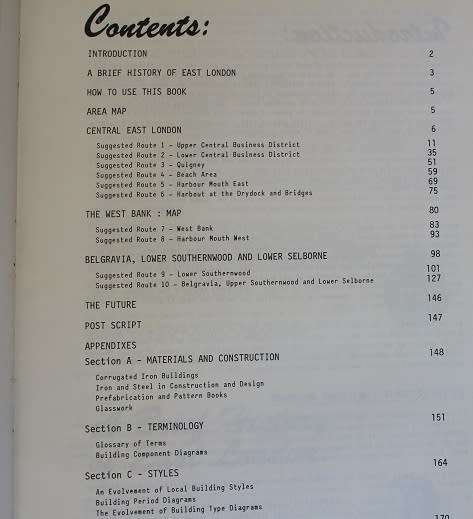 Contents:
INTRODUCTION 2
A BRIEF HISTORY OF EAST LONDON 3
HOW TO USE THIS BOOK 5
AREA MAP 5
CENTRAL EAST LONDON 6
Suggested Route 1 - Upper Central Business District 11
Suggested Route 2 - Lower Central Business District 35
Suggested Route 3 - Quigney 51
Suggested Route 4 - Beach Area 59
Suggested Route 5 - Harbour Mouth East 69
Suggested Route 6 - Harbout at the Drydock and Bridges 75
THE WEST BANK : MAP 80
Suggested Route 7 - West Bank 83
Suggested Route 8 - Harbour Mouth West 93
BELGRAVIA, LOWER SOUTHERNWOOD AND LOWER SELBORNE 98
Suggested Route 9 - Lower Southernwood 101
Suggested Route 10 - Belgravia, Upper Southernwood and Lower Selborne 127
THE FUTURE 146
POST SCRIPT 147
APPENDIXES
Section A - MATERIALS AND CONSTRUCTION 148
Corrugated Iron Buildings
Iron and Steel in Construction and Design
Prefabrication and Pattern Books
Glasswork
Section B - TERMINOLOGY 151
Glossary of Terms
Building Component Diagrams
Section C - STYLES 164
An Evolvement of Local Building Styles
Building Period Diagrams
The Evolvement of Building Type Diagrams
170